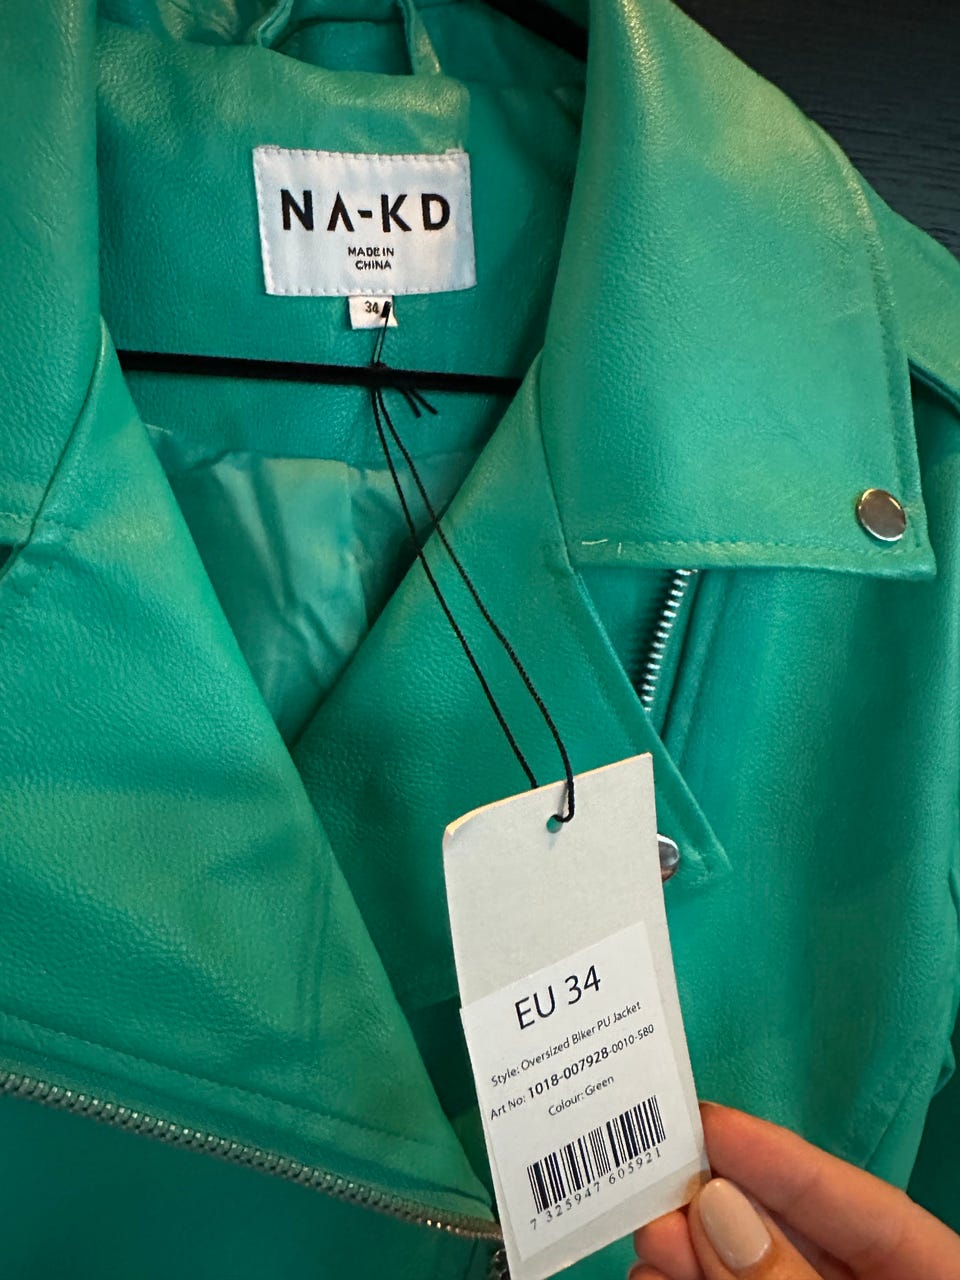 NA-KD
MADE IN
CHINA
34
EU 34
Style: Oversized Biker PU Jacket
Art No: 1018-007928-0010-580
Colour: Green
7 325947 605921